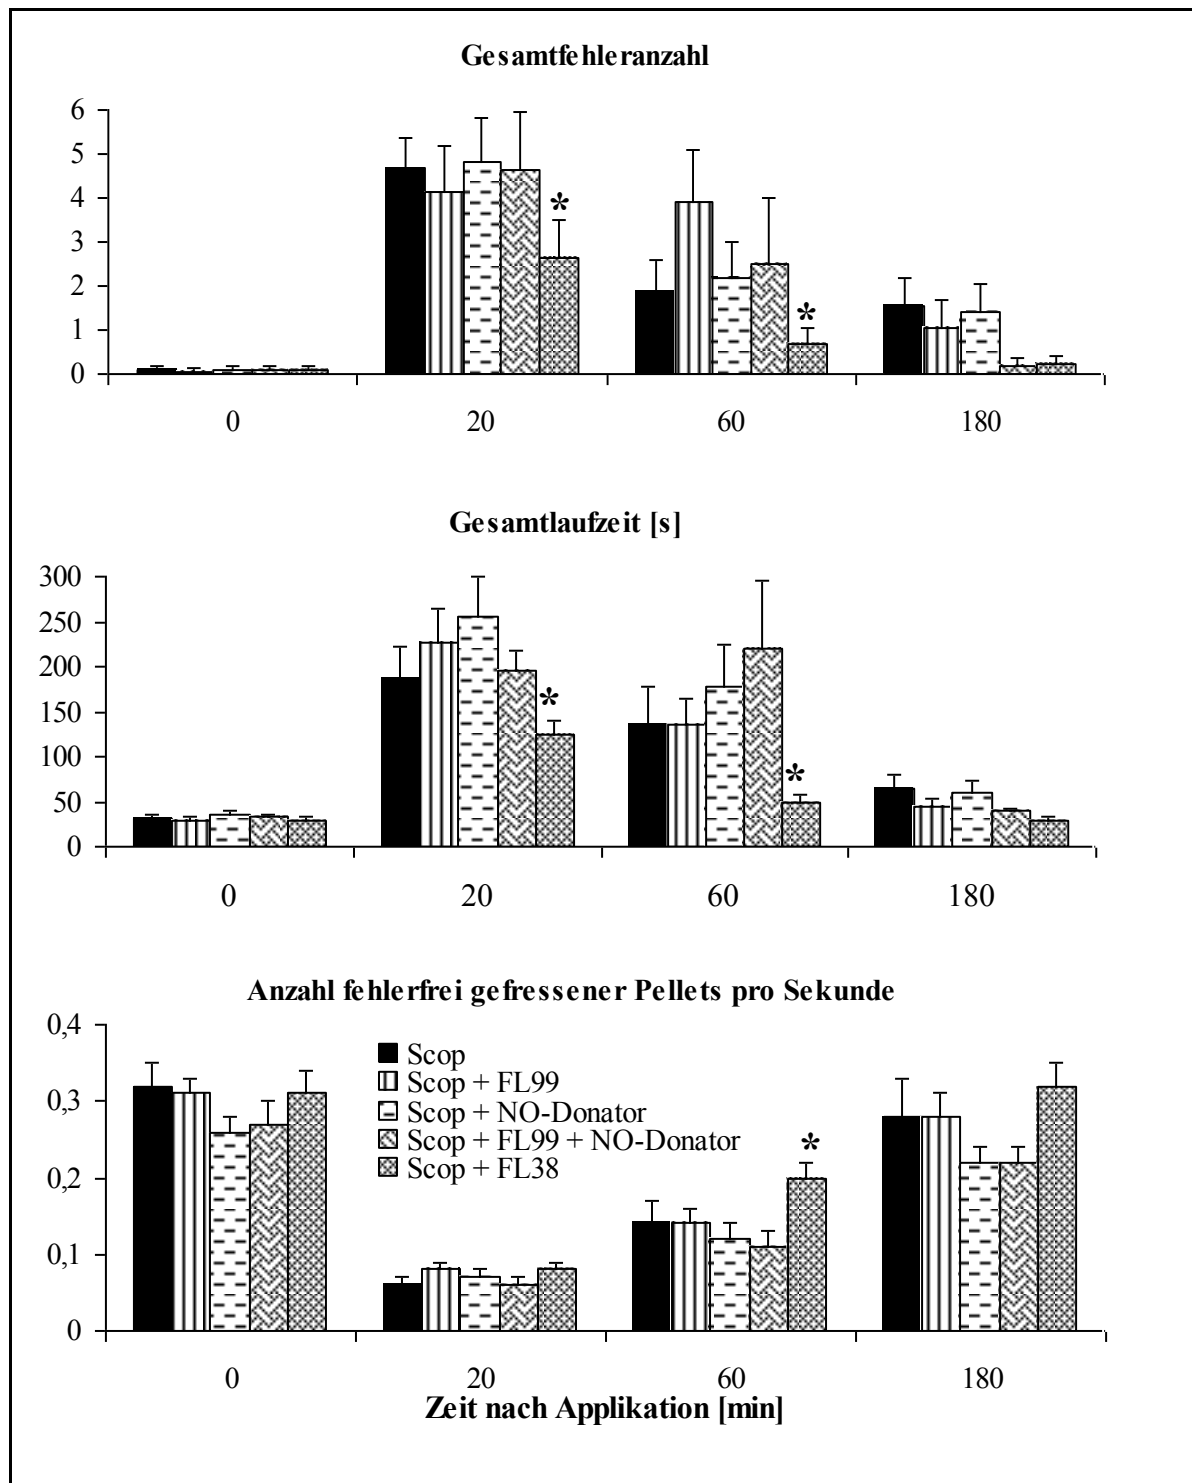 Gesamtfehleranzahl
6
5
4
3
2
1
0
*
*
0 20 60 180
Gesamtlaufzeit [s]
300
250
200
150
100
50
0
*
*
0 20 60 180
Anzahl fehlerfrei gefressener Pellets pro Sekunde
0,4
0,3
0,2
0,1
0
Scop
Scop + FL99
Scop + NO-Donator
Scop + FL99 + NO-Donator
Scop + FL38
*
0 20 60 180
Zeit nach Applikation [min]